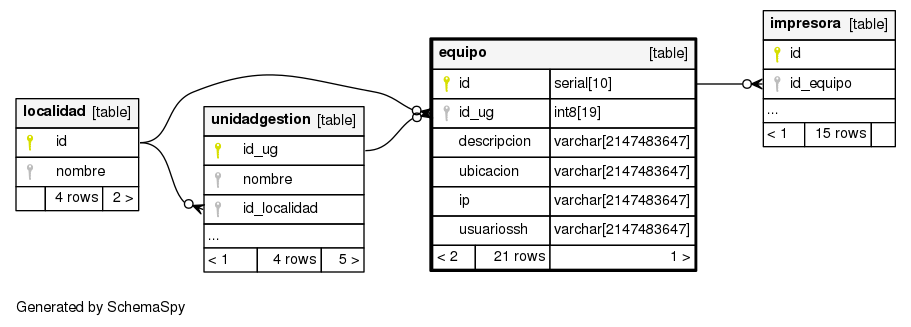 localidad [table]
id
nombre
4 rows 2 >
unidadgestion [table]
id_ug
nombre
id_localidad
...
< 1 4 rows 5 >
equipo [table]
id serial[10]
id_ug int8[19]
descripcion varchar[2147483647]
ubicacion varchar[2147483647]
ip varchar[2147483647]
usuariossh varchar[2147483647]
< 2 21 rows 1 >
impresora [table]
id
id_equipo
...
< 1 15 rows
Generated by SchemaSpy